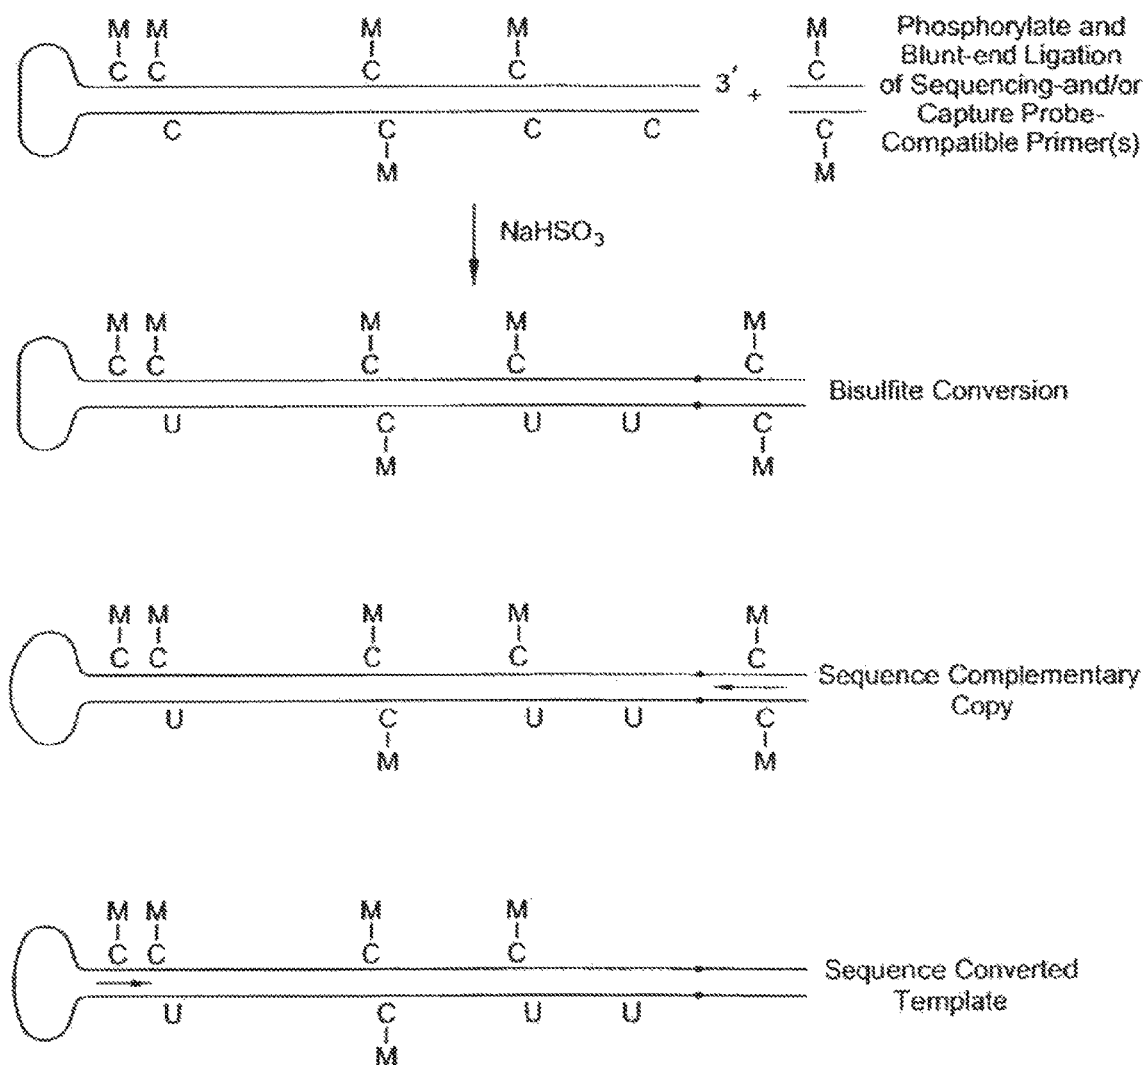 M M M M M
C C C C C
3′ +
C C C C C
M M
Phosphorylate and
Blunt-end Ligation
of Sequencing-and/or
Capture Probe-
Compatible Primer(s)
NaHSO₃
M M M M M
C C C C C
U C U U C
M M
Bisulfite Conversion
M M M M M
C C C C C
U C U U C
M M
Sequence Complementary
Copy
M M M M
C C C C
U C U U
M
Sequence Converted
Template